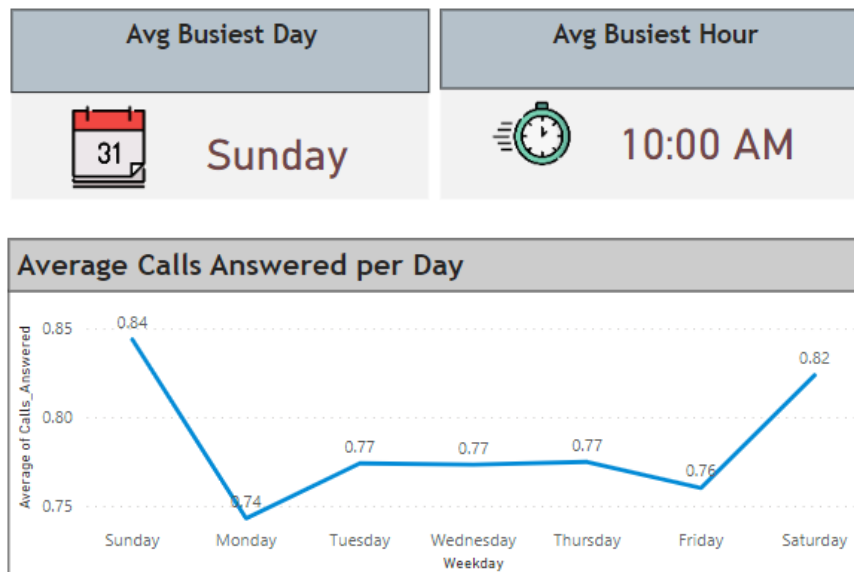 Avg Busiest Day
Avg Busiest Hour
31
Sunday
10:00 AM
Average Calls Answered per Day
Average of Calls_Answered
0.85
0.80
0.75
0.84
0.74
0.77
0.77
0.77
0.76
0.82
Sunday Monday Tuesday Wednesday Thursday Friday Saturday
Weekday